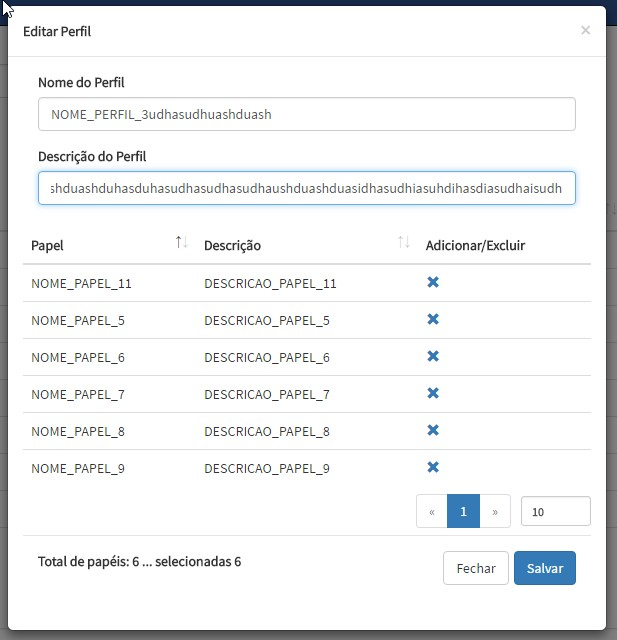 Editar Perfil ×
Nome do Perfil
NOME_PERFIL_3udhasudhuashduash
Descrição do Perfil
shduashduhasduhasudhasudhasudhaushduashduasidhasudhiasuhdihasdiasudhaisudh
Papel Descrição Adicionar/Excluir
NOME_PAPEL_11 DESCRICAO_PAPEL_11
NOME_PAPEL_5 DESCRICAO_PAPEL_5
NOME_PAPEL_6 DESCRICAO_PAPEL_6
NOME_PAPEL_7 DESCRICAO_PAPEL_7
NOME_PAPEL_8 DESCRICAO_PAPEL_8
NOME_PAPEL_9 DESCRICAO_PAPEL_9
« 1 » 10
Total de papéis: 6 ... selecionadas 6 Fechar Salvar